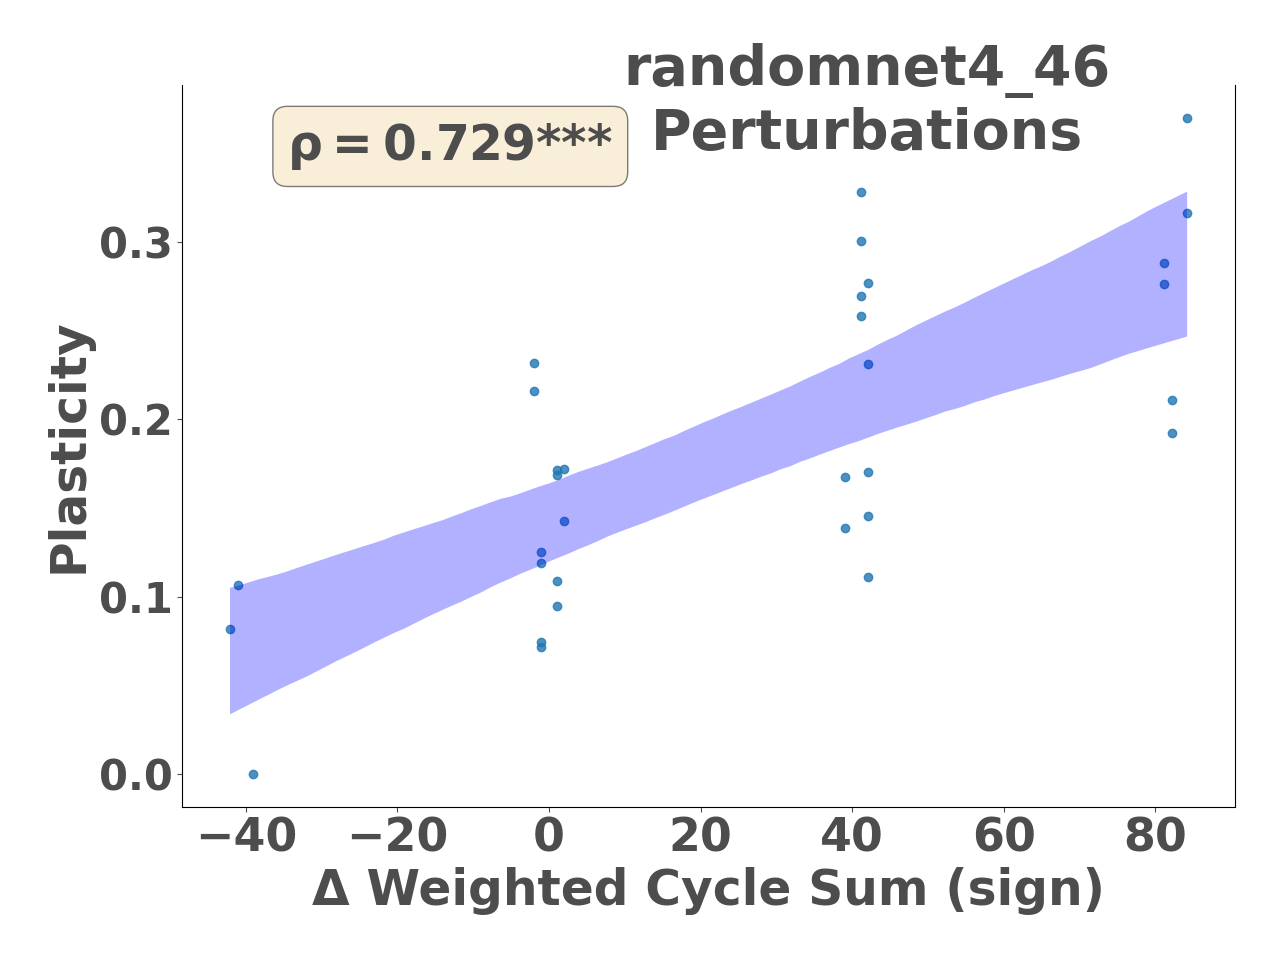 randomnet4_46
Perturbations
ρ = 0.729***
Plasticity
0.3
0.2
0.1
0.0
−40 −20 0 20 40 60 80
Δ Weighted Cycle Sum (sign)